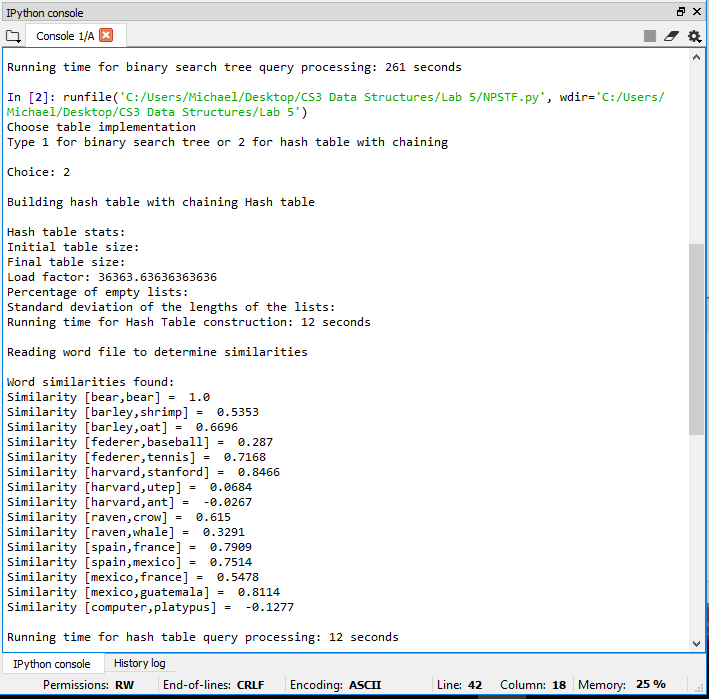 IPython console
Console 1/A
Running time for binary search tree query processing: 261 seconds
In [2]: runfile('C:/Users/Michael/Desktop/CS3 Data Structures/Lab 5/NPSTF.py', wdir='C:/Users/
Michael/Desktop/CS3 Data Structures/Lab 5')
Choose table implementation
Type 1 for binary search tree or 2 for hash table with chaining
Choice: 2
Building hash table with chaining Hash table
Hash table stats:
Initial table size:
Final table size:
Load factor: 36363.63636363636
Percentage of empty lists:
Standard deviation of the lengths of the lists:
Running time for Hash Table construction: 12 seconds
Reading word file to determine similarities
Word similarities found:
Similarity [bear,bear] =  1.0
Similarity [barley,shrimp] =  0.5353
Similarity [barley,oat] =  0.6696
Similarity [federer,baseball] =  0.287
Similarity [federer,tennis] =  0.7168
Similarity [harvard,stanford] =  0.8466
Similarity [harvard,utep] =  0.0684
Similarity [harvard,ant] =  -0.0267
Similarity [raven,crow] =  0.615
Similarity [raven,whale] =  0.3291
Similarity [spain,france] =  0.7909
Similarity [spain,mexico] =  0.7514
Similarity [mexico,france] =  0.5478
Similarity [mexico,guatemala] =  0.8114
Similarity [computer,platypus] =  -0.1277
Running time for hash table query processing: 12 seconds
IPython console History log
Permissions: RW End-of-lines: CRLF Encoding: ASCII Line: 42 Column: 18 Memory: 25 %